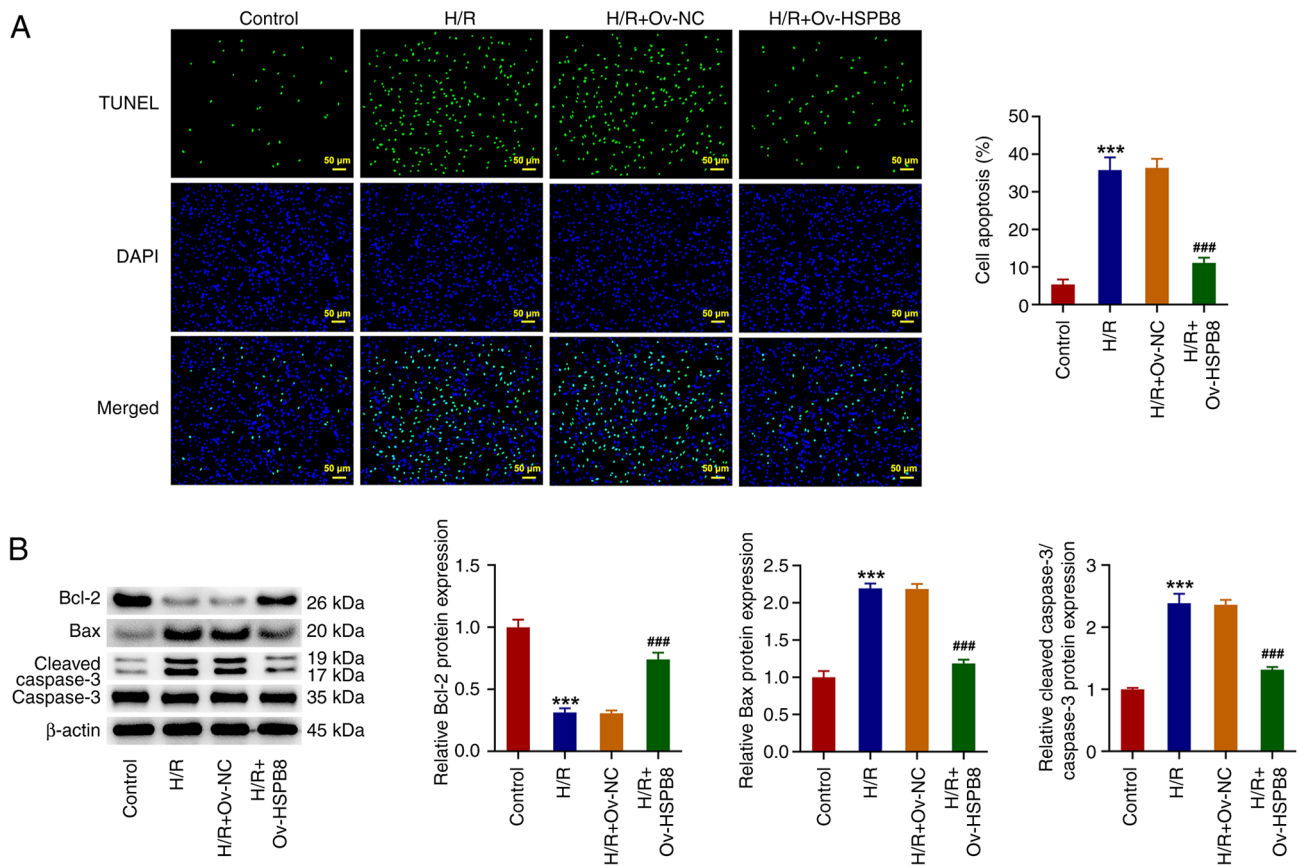 A
Control
H/R
H/R+Ov-NC
H/R+Ov-HSPB8
TUNEL
50 µm
50 µm
50 µm
50 µm
DAPI
50 µm
50 µm
50 µm
50 µm
Merged
50 µm
50 µm
50 µm
50 µm
Cell apoptosis (%)
50
40
30
20
10
0
***
###
Control
H/R
H/R+Ov-NC
H/R+
Ov-HSPB8
B
Bcl-2
26 kDa
Bax
20 kDa
Cleaved
caspase-3
19 kDa
17 kDa
Caspase-3
35 kDa
β-actin
45 kDa
Control
H/R
H/R+Ov-NC
H/R+
Ov-HSPB8
Relative Bcl-2 protein expression
1.5
1.0
0.5
0.0
***
###
Control
H/R
H/R+Ov-NC
H/R+
Ov-HSPB8
Relative Bax protein expression
2.5
2.0
1.5
1.0
0.5
0.0
***
###
Control
H/R
H/R+Ov-NC
H/R+
Ov-HSPB8
Relative cleaved caspase-3/
caspase-3 protein expression
3
2
1
0
***
###
Control
H/R
H/R+Ov-NC
H/R+
Ov-HSPB8